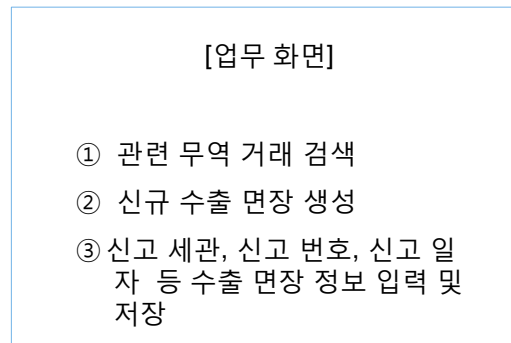 [업무 화면]
① 관련 무역 거래 검색
② 신규 수출 면장 생성
③ 신고 세관, 신고 번호, 신고 일
자 등 수출 면장 정보 입력 및
저장